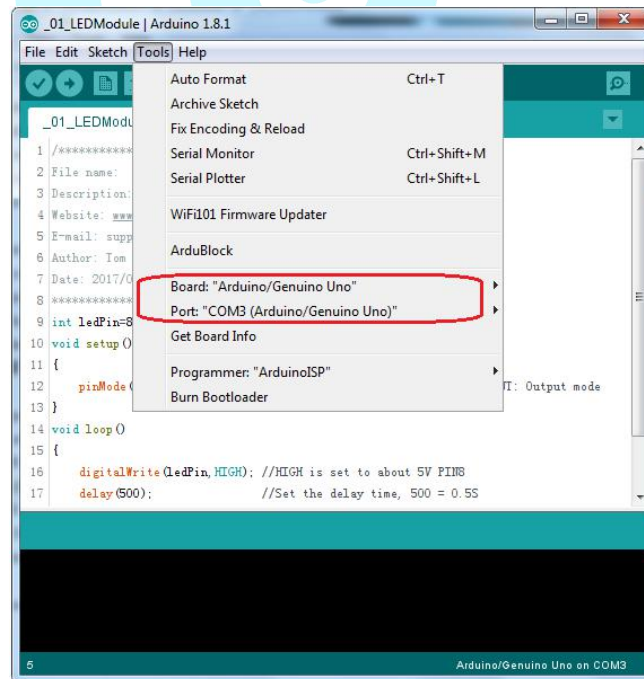 _01_LEDModule | Arduino 1.8.1
File Edit Sketch Tools Help
Auto Format Ctrl+T
Archive Sketch
Fix Encoding & Reload
Serial Monitor Ctrl+Shift+M
Serial Plotter Ctrl+Shift+L
WiFi101 Firmware Updater
ArduBlock
Board: "Arduino/Genuino Uno"
Port: "COM3 (Arduino/Genuino Uno)"
Get Board Info
Programmer: "ArduinoISP"
Burn Bootloader
_01_LEDModu
1 /************
2 File name:
3 Description:
4 Website: www
5 E-mail: supp
6 Author: Tom
7 Date: 2017/0
8 ************
9 int ledPin=8
10 void setup()
11 {
12 pinMode( UT: Output mode
13 }
14 void loop()
15 {
16 digitalWrite(ledPin,HIGH); //HIGH is set to about 5V PIN8
17 delay(500); //Set the delay time, 500 = 0.5S
5 Arduino/Genuino Uno on COM3